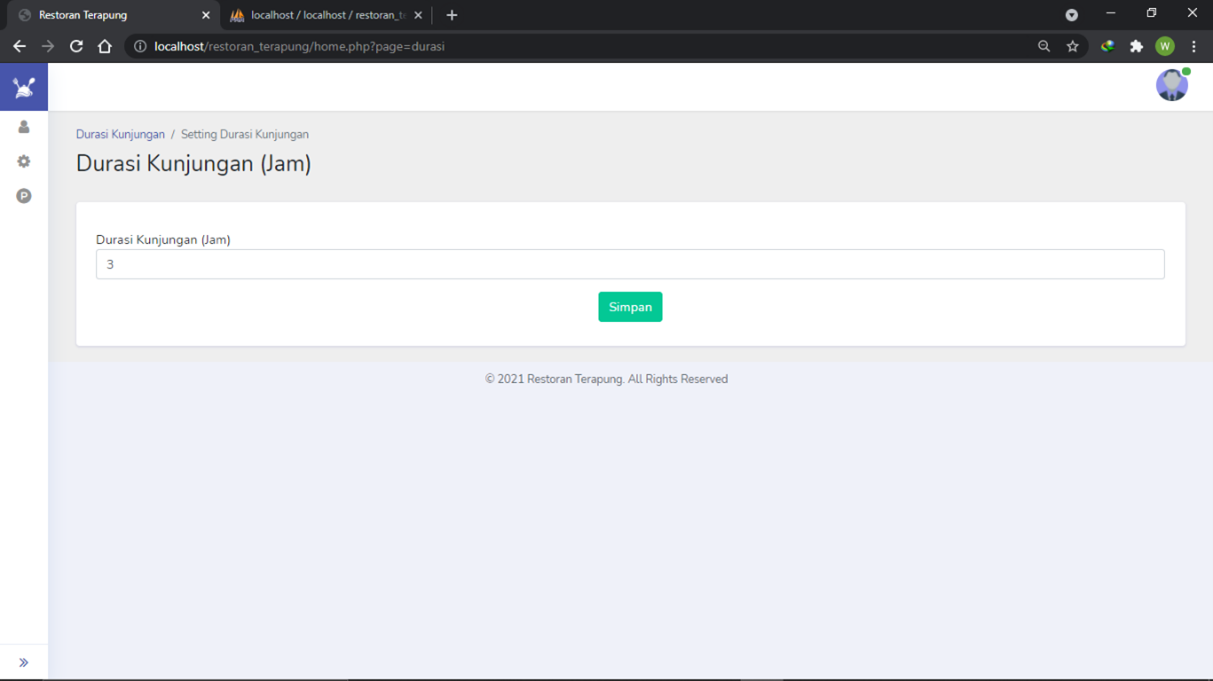 Restoran Terapung
localhost / localhost / restoran_te
localhost/restoran_terapung/home.php?page=durasi
W
Durasi Kunjungan / Setting Durasi Kunjungan
Durasi Kunjungan (Jam)
P
Durasi Kunjungan (Jam)
3
Simpan
© 2021 Restoran Terapung. All Rights Reserved